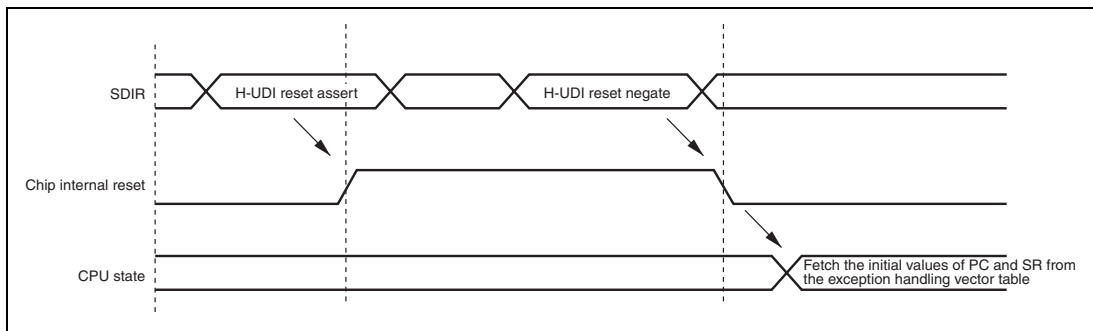 SDIR
H-UDI reset assert
H-UDI reset negate
Chip internal reset
CPU state
Fetch the initial values of PC and SR from
the exception handling vector table